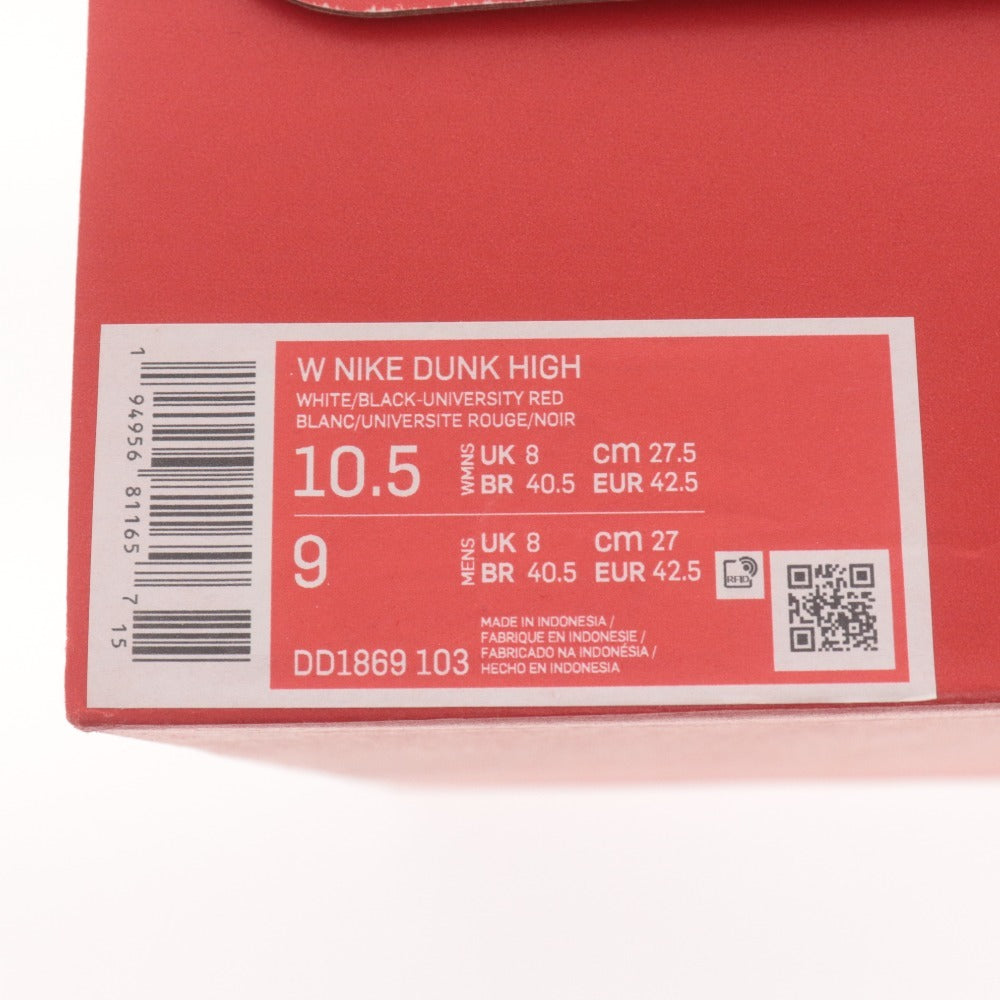 W NIKE DUNK HIGH
WHITE/BLACK-UNIVERSITY RED
BLANC/UNIVERSITE ROUGE/NOIR
10.5 WMNS UK 8 cm 27.5
BR 40.5 EUR 42.5
9 MENS UK 8 cm 27
BR 40.5 EUR 42.5
RFID
MADE IN INDONESIA /
FABRIQUE EN INDONESIE /
FABRICADO NA INDONÉSIA /
HECHO EN INDONESIA
DD1869 103
1 94956 81165 7 15